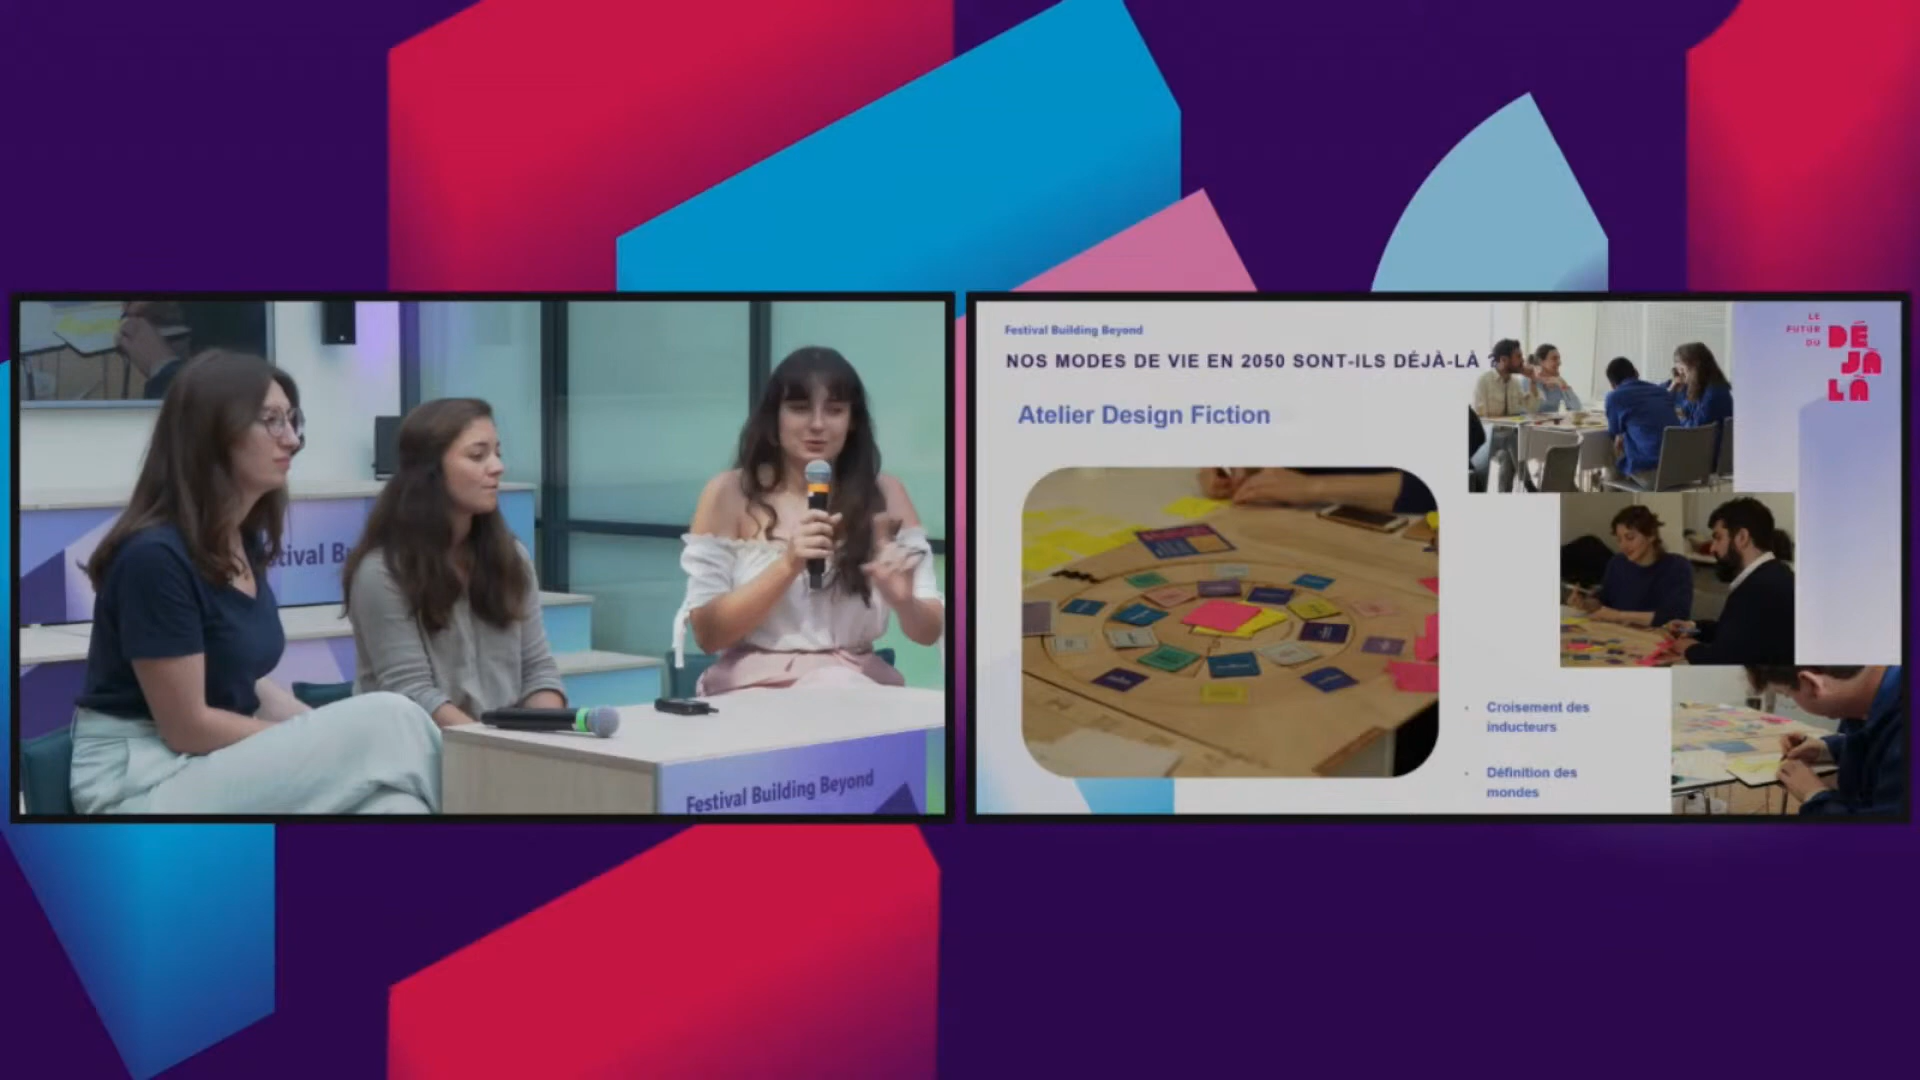 stival B
Festival Building Beyond
Festival Building Beyond
NOS MODES DE VIE EN 2050 SONT-ILS DÉJÀ-LÀ ?
LE
FUTUR
DU
DÉ
JÀ
LÀ
Atelier Design Fiction
• Croisement des
inducteurs
• Définition des
mondes